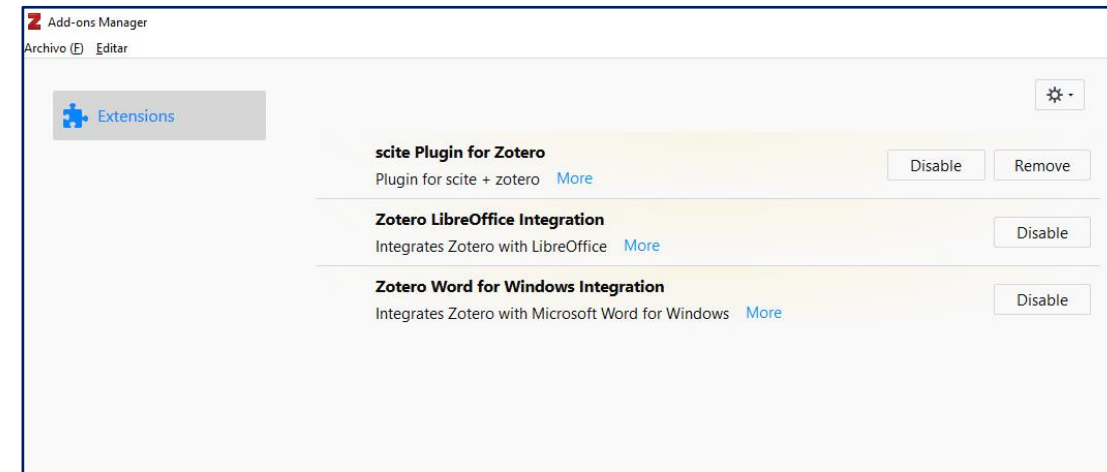 Z Add-ons Manager
Archivo (F) Editar
Extensions
scite Plugin for Zotero
Plugin for scite + zotero More
Disable Remove
Zotero LibreOffice Integration
Integrates Zotero with LibreOffice More
Disable
Zotero Word for Windows Integration
Integrates Zotero with Microsoft Word for Windows More
Disable